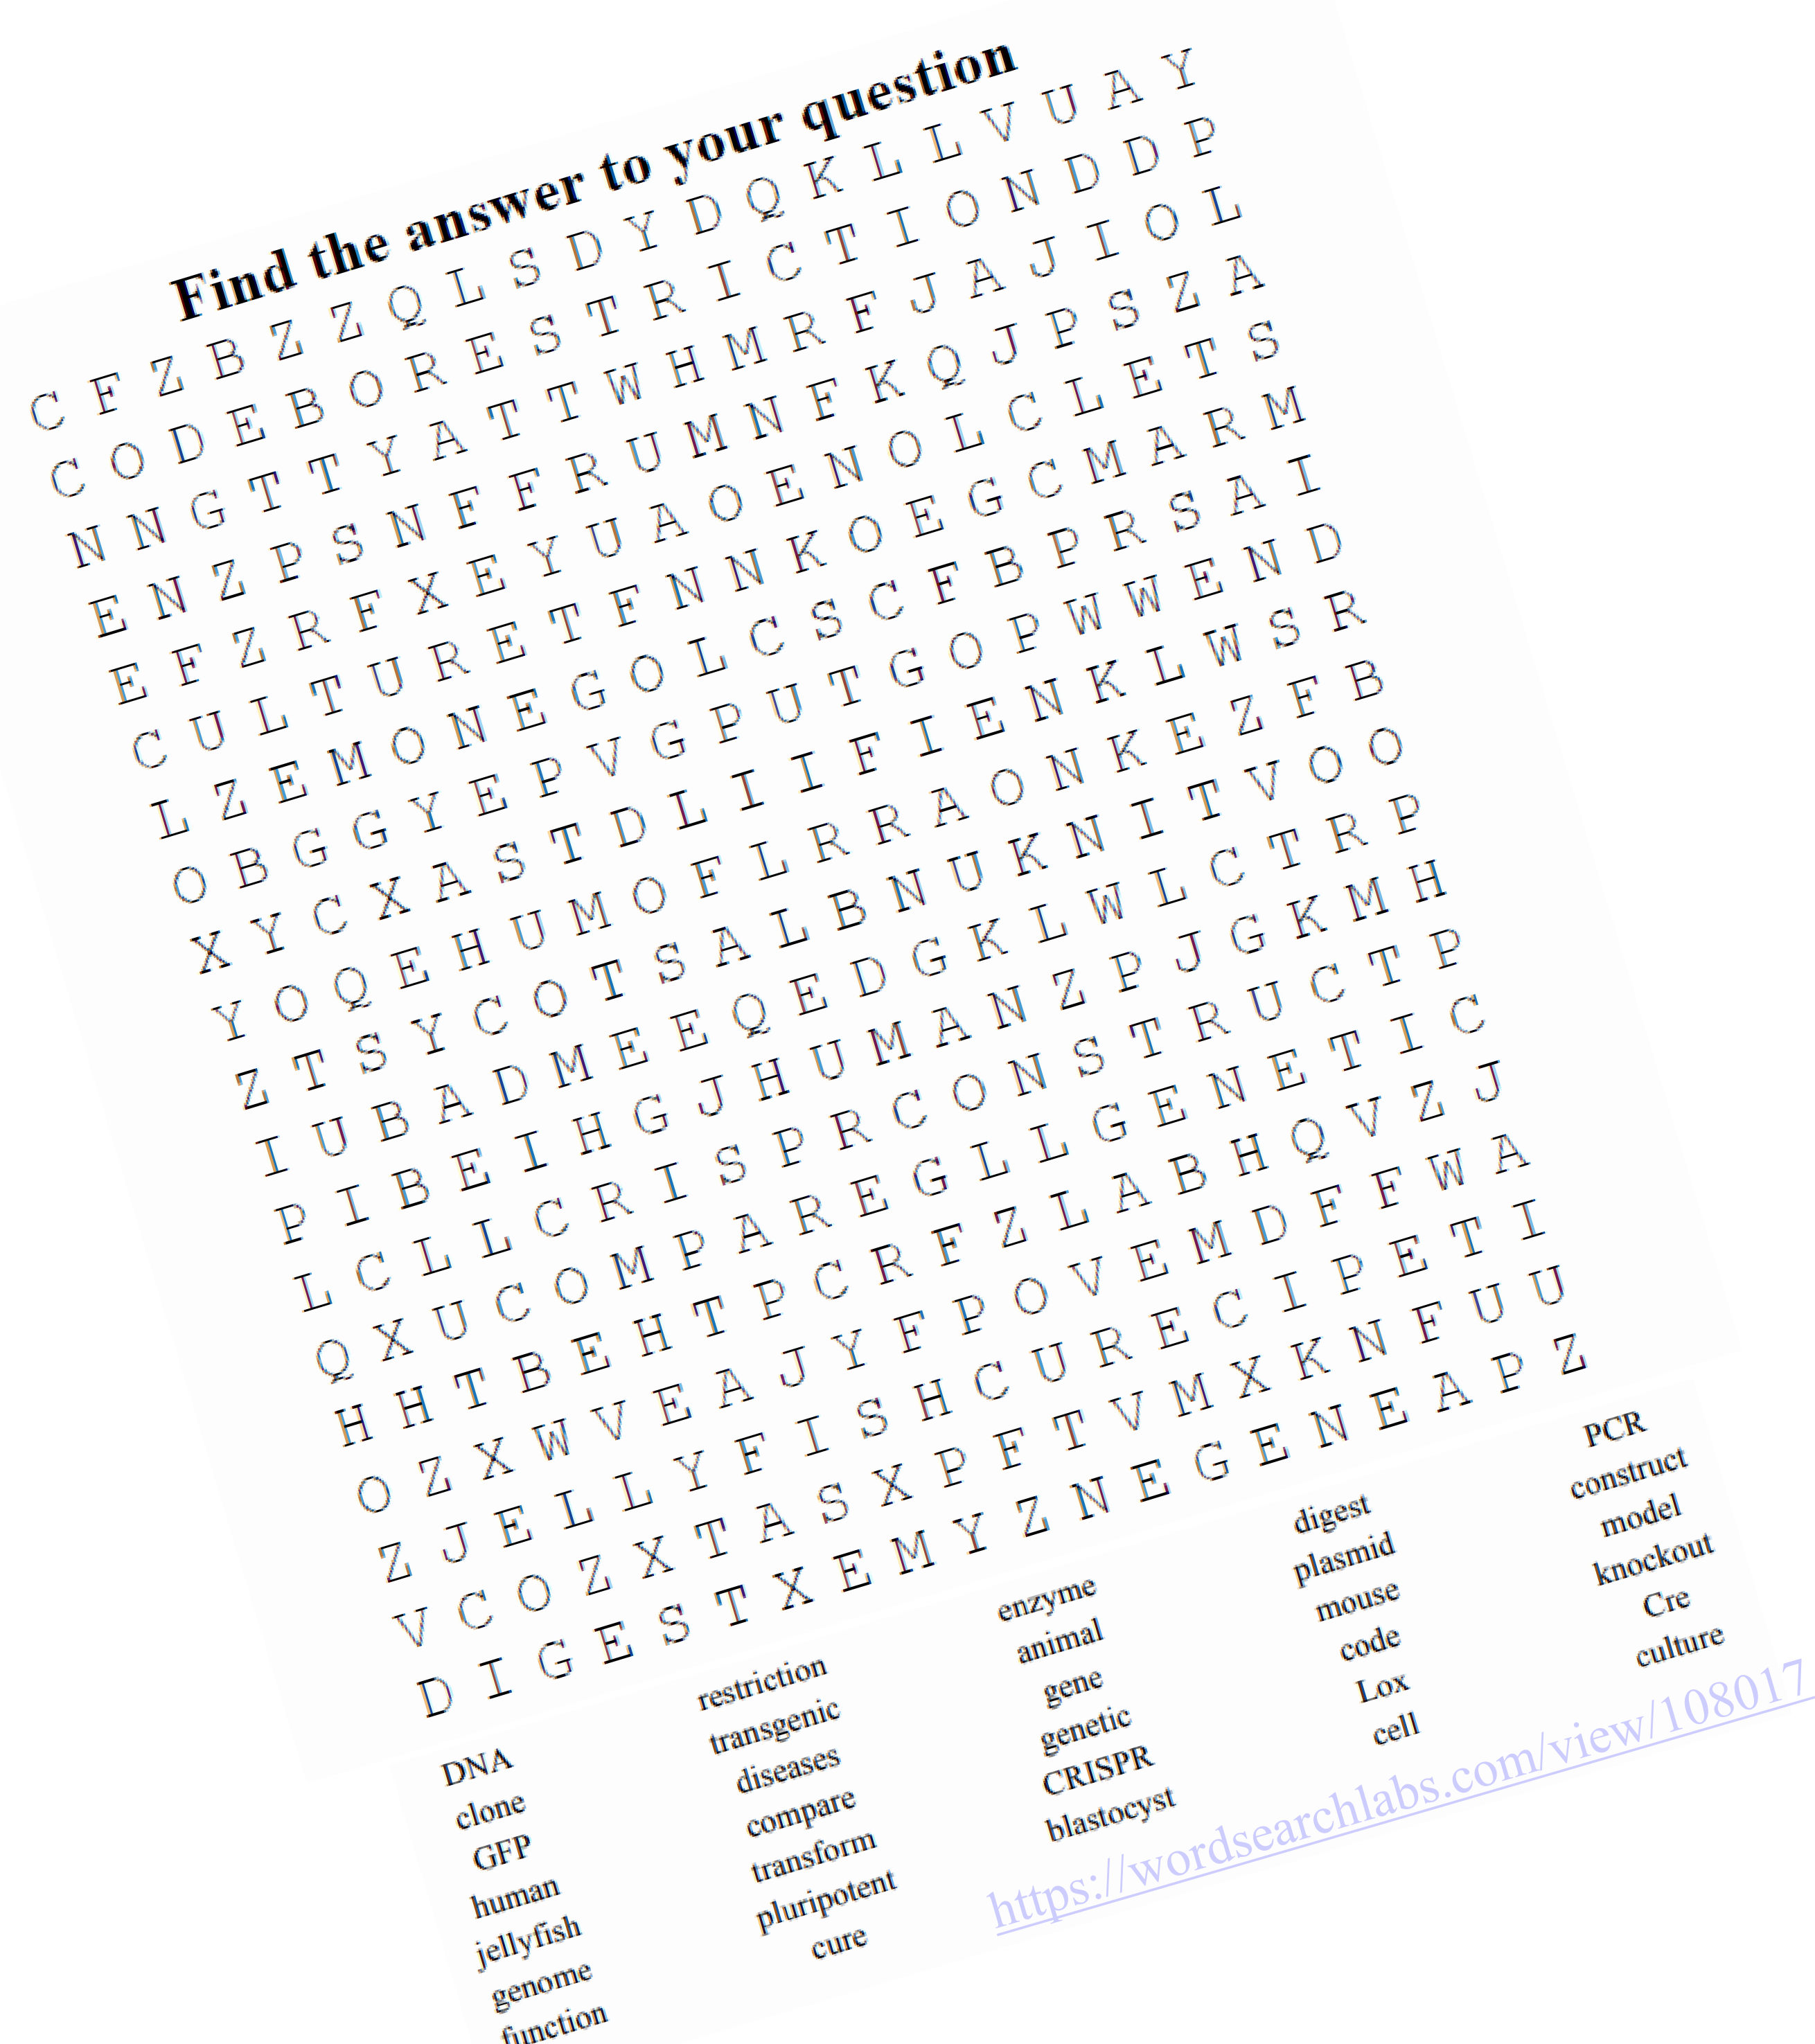 Find the answer to your question
C F Z B Z Z Q L S D Y D Q K L L V U A Y
C O D E B O R E S T R I C T I O N D D P
N N G T T Y A T T W H M R F J A J I O L
E N Z P S N F F R U M N F K Q J P S Z A
E F Z R F X E Y U A O E N O L C L E T S
C U L T U R E T F N N K O E G C M A R M
L Z E M O N E G O L C S C F B P R S A I
O B G G Y E P V G P U T G O P W W E N D
X Y C X A S T D L I I F I E N K L W S R
Y O Q E H U M O F L R R A O N K E Z F B
Z T S Y C O T S A L B N U K N I T V O O
I U B A D M E E Q E D G K L W L C T R P
P I B E I H G J H U M A N Z P J G K M H
L C L L C R I S P R C O N S T R U C T P
Q X U C O M P A R E G L L G E N E T I C
H H T B E H T P C R F Z L A B H Q V Z J
O Z X W V E A J Y F P O V E M D F F W A
Z J E L L Y F I S H C U R E C I P E T I
V C O Z X T A S X P F T V M X K N F U U
D I G E S T X E M Y Z N E G E N E A P Z
DNA
clone
GFP
human
jellyfish
genome
function
restriction
transgenic
diseases
compare
transform
pluripotent
cure
enzyme
animal
gene
genetic
CRISPR
blastocyst
digest
plasmid
mouse
code
Lox
cell
PCR
construct
model
knockout
Cre
culture
https://wordsearchlabs.com/view/108017